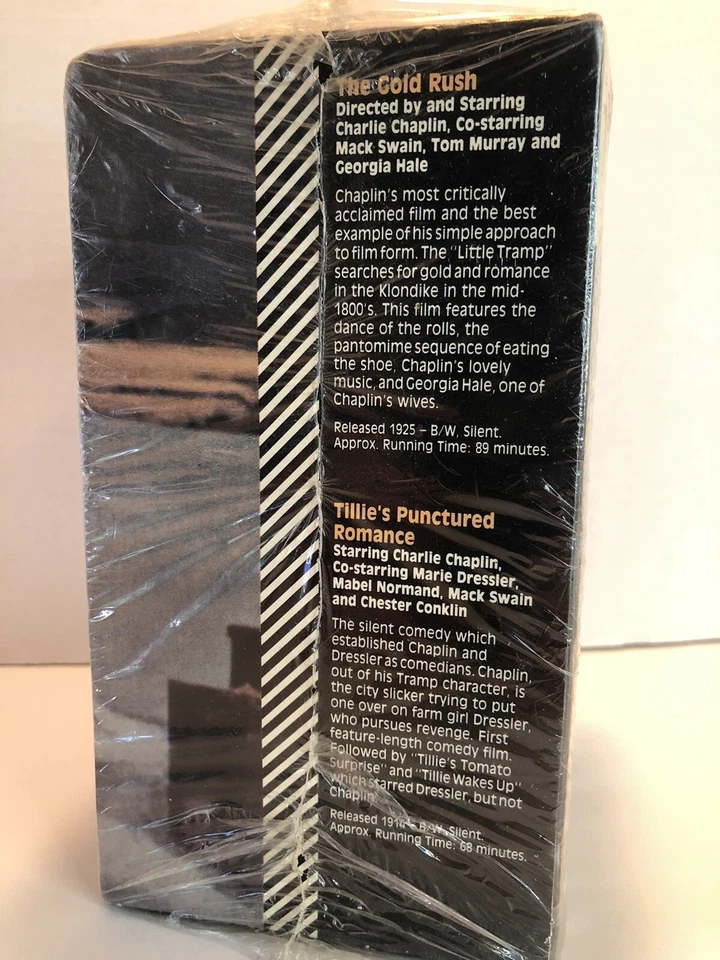 The Gold Rush
Directed by and Starring
Charlie Chaplin, Co-starring
Mack Swain, Tom Murray and
Georgia Hale
Chaplin's most critically
acclaimed film and the best
example of his simple approach
to film form. The "Little Tramp"
searches for gold and romance
in the Klondike in the mid-
1800's. This film features the
dance of the rolls, the
pantomime sequence of eating
the shoe, Chaplin's lovely
music, and Georgia Hale, one of
Chaplin's wives.
Released 1925 – B/W, Silent.
Approx. Running Time: 89 minutes.
Tillie's Punctured
Romance
Starring Charlie Chaplin,
Co-starring Marie Dressler,
Mabel Normand, Mack Swain
and Chester Conklin
The silent comedy which
established Chaplin and
Dressler as comedians. Chaplin,
out of his Tramp character, is
the city slicker trying to put
one over on farm girl Dressler,
who pursues revenge. First
feature-length comedy film.
Followed by "Tillie's Tomato
Surprise" and "Tillie Wakes Up"
which starred Dressler, but not
Chaplin.
Released 1914 – B/W, Silent.
Approx. Running Time: 68 minutes.